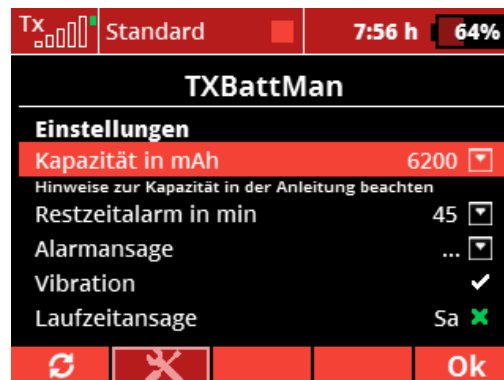 Tx Standard 7:56 h 64%
TXBattMan
Einstellungen
Kapazität in mAh 6200
Hinweise zur Kapazität in der Anleitung beachten
Restzeitalarm in min 45
Alarmansage ...
Vibration
Laufzeitansage Sa
Ok